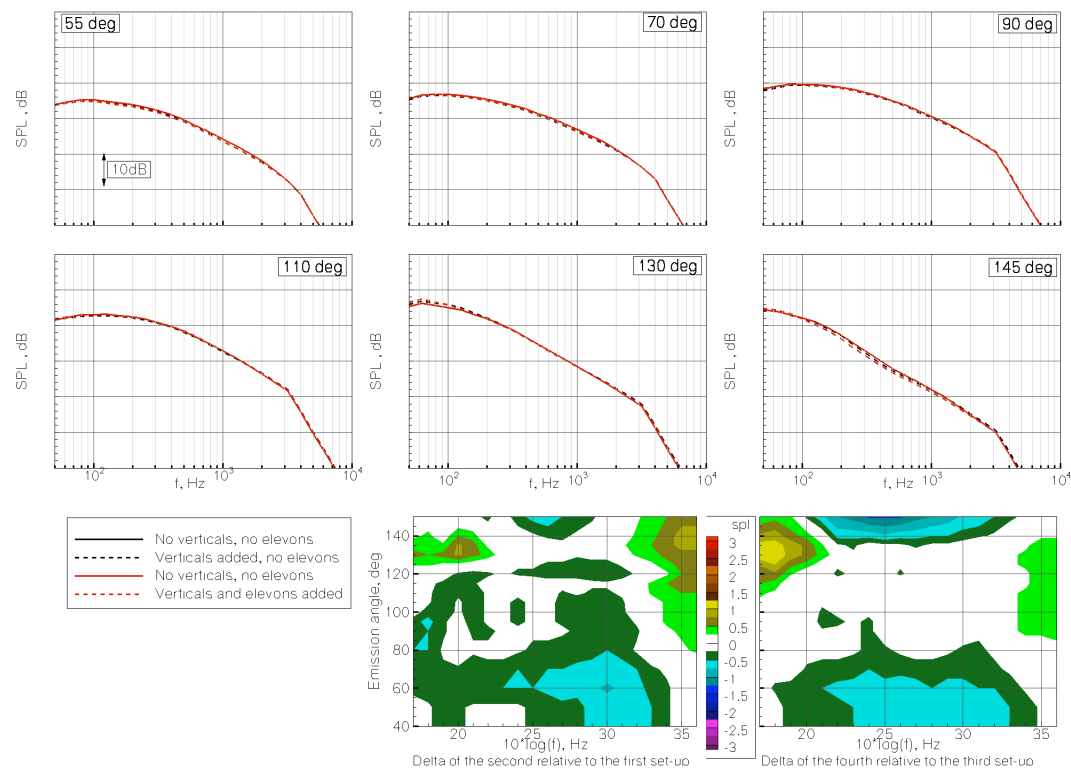 55 deg
70 deg
90 deg
SPL , dB
SPL , dB
SPL , dB
10dB
110 deg
130 deg
145 deg
SPL , dB
SPL , dB
SPL , dB
10² 10³ 10⁴
10² 10³ 10⁴
10² 10³ 10⁴
f, Hz
f, Hz
f, Hz
No verticals, no elevons
Verticals added, no elevons
No verticals, no elevons
Verticals and elevons added
Emission angle, deg
140
120
100
80
60
40
20 25 30 35
10*log(f), Hz
Delta of the second relative to the first set-up
spl
3
2.5
2
1.5
1
0.5
0
-0.5
-1
-1.5
-2
-2.5
-3
20 25 30 35
10*log(f), Hz
Delta of the fourth relative to the third set-up